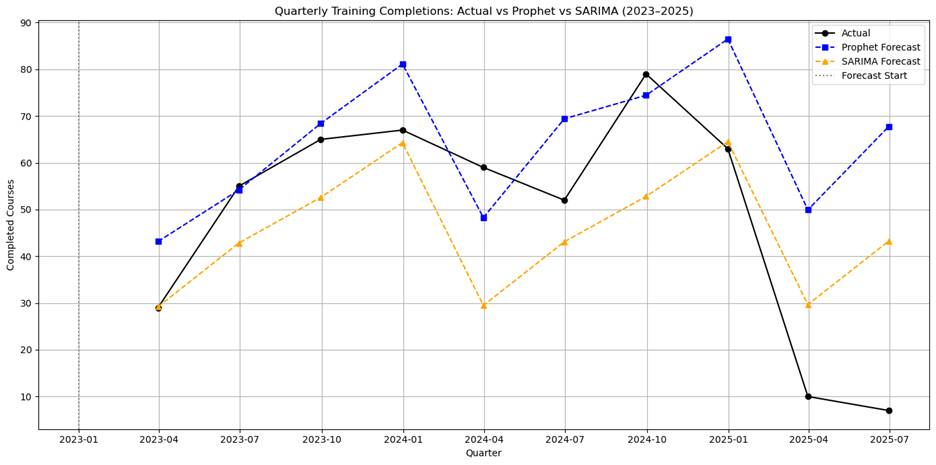 Quarterly Training Completions: Actual vs Prophet vs SARIMA (2023–2025)
Actual
Prophet Forecast
SARIMA Forecast
Forecast Start
Completed Courses
90
80
70
60
50
40
30
20
10
2023-01 2023-04 2023-07 2023-10 2024-01 2024-04 2024-07 2024-10 2025-01 2025-04 2025-07
Quarter